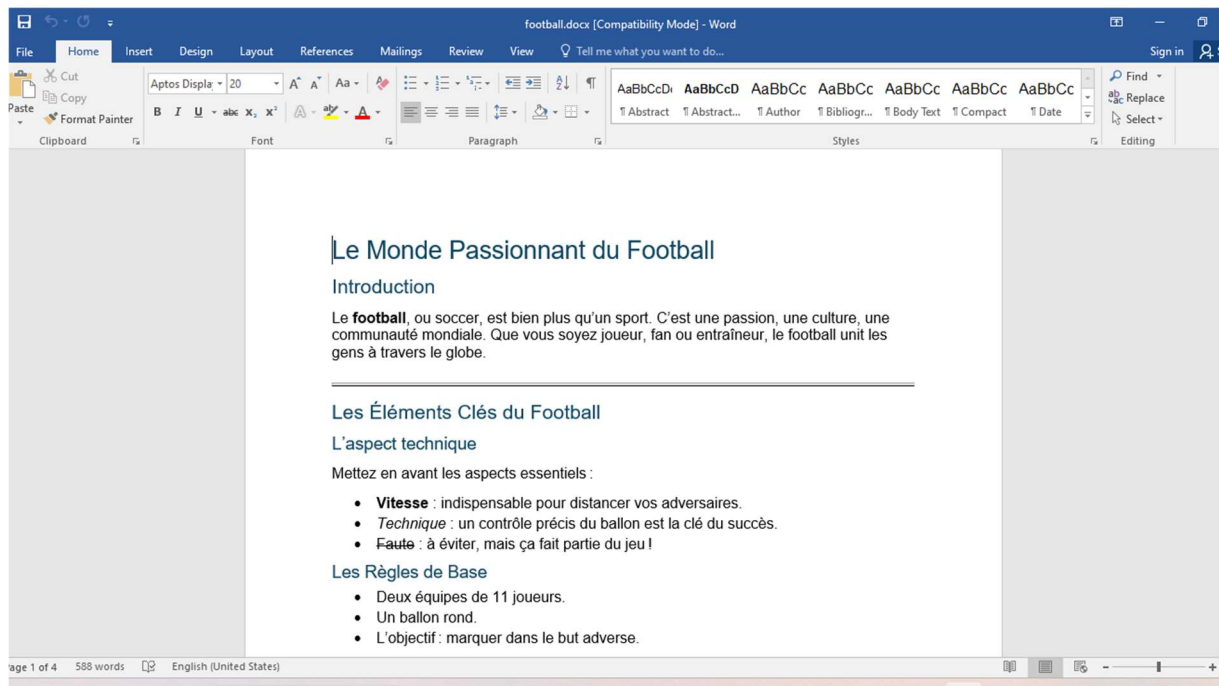 football.docx [Compatibility Mode] - Word
File Home Insert Design Layout References Mailings Review View Tell me what you want to do... Sign in
Cut
Copy
Paste
Format Painter
Clipboard
Aptos Displa 20 Aa
B I U abc x₂ x² A aby A
Font
Paragraph
AaBbCcD AaBbCcD AaBbCc AaBbCc AaBbCc AaBbCc AaBbCc
¶ Abstract ¶ Abstract... ¶ Author ¶ Bibliogr... ¶ Body Text ¶ Compact ¶ Date
Styles
Find
Replace
Select
Editing
Le Monde Passionnant du Football
Introduction
Le football, ou soccer, est bien plus qu’un sport. C’est une passion, une culture, une
communauté mondiale. Que vous soyez joueur, fan ou entraîneur, le football unit les
gens à travers le globe.
Les Éléments Clés du Football
L’aspect technique
Mettez en avant les aspects essentiels :
• Vitesse : indispensable pour distancer vos adversaires.
• Technique : un contrôle précis du ballon est la clé du succès.
• Faute : à éviter, mais ça fait partie du jeu !
Les Règles de Base
• Deux équipes de 11 joueurs.
• Un ballon rond.
• L’objectif : marquer dans le but adverse.
age 1 of 4 588 words English (United States)